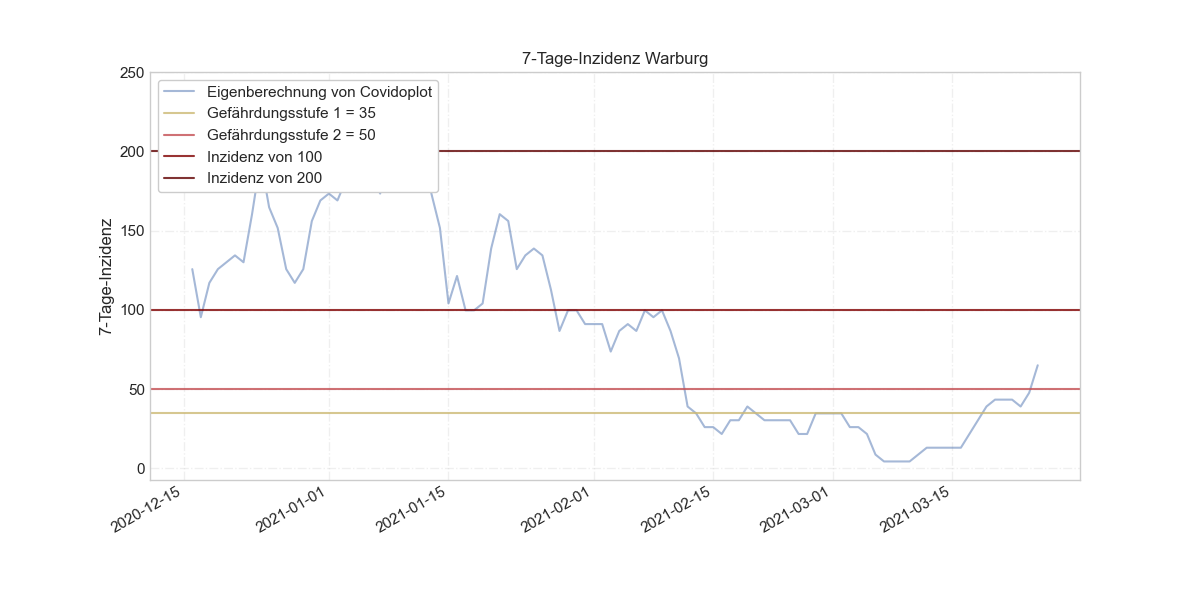 7-Tage-Inzidenz Warburg
250
200
150
100
50
0
7-Tage-Inzidenz
Eigenberechnung von Covidoplot
Gefährdungsstufe 1 = 35
Gefährdungsstufe 2 = 50
Inzidenz von 100
Inzidenz von 200
2020-12-15
2021-01-01
2021-01-15
2021-02-01
2021-02-15
2021-03-01
2021-03-15